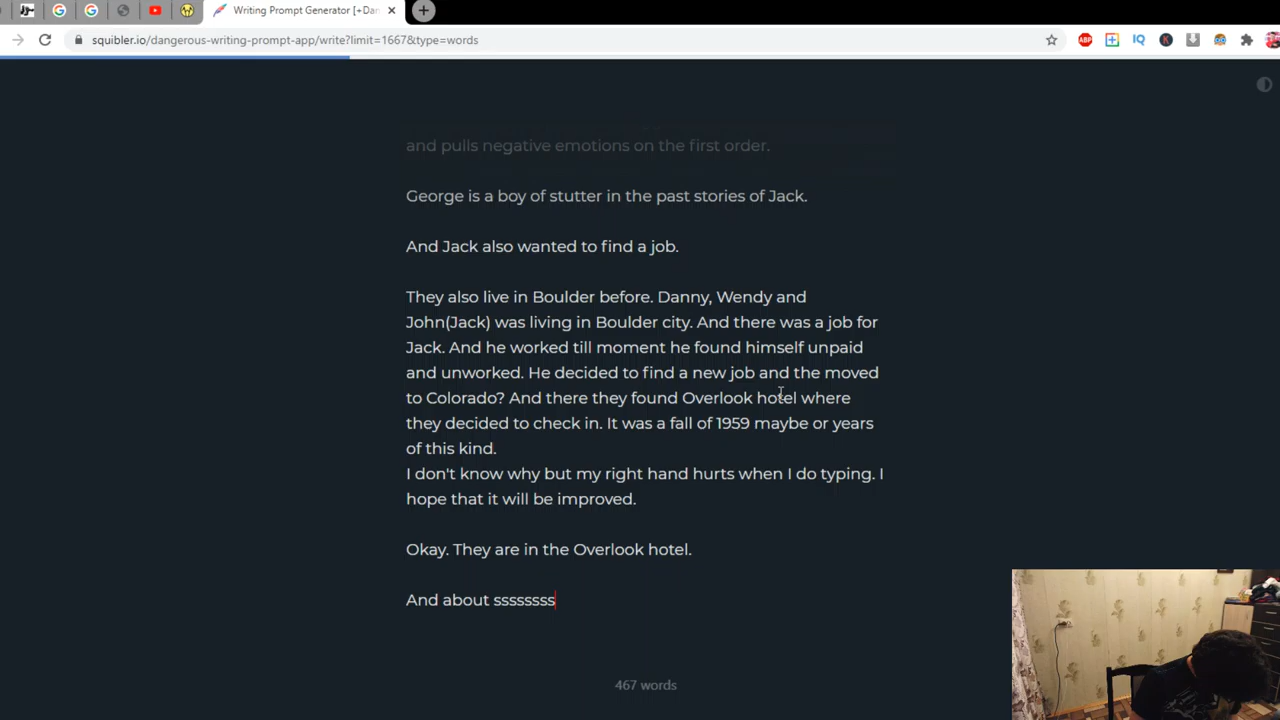 Writing Prompt Generator [+Dan
squibler.io/dangerous-writing-prompt-app/write?limit=1667&type=words
ABP
IQ
K
and pulls negative emotions on the first order.
George is a boy of stutter in the past stories of Jack.
And Jack also wanted to find a job.
They also live in Boulder before. Danny, Wendy and
John(Jack) was living in Boulder city. And there was a job for
Jack. And he worked till moment he found himself unpaid
and unworked. He decided to find a new job and the moved
to Colorado? And there they found Overlook hotel where
they decided to check in. It was a fall of 1959 maybe or years
of this kind.
I don't know why but my right hand hurts when I do typing. I
hope that it will be improved.
Okay. They are in the Overlook hotel.
And about ssssssss
467 words